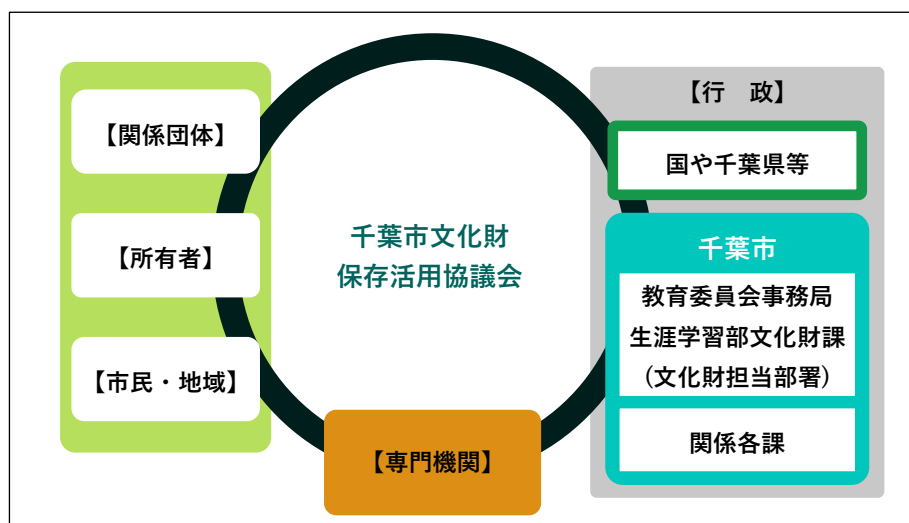 【関係団体】
【所有者】
【市民・地域】
千葉市文化財
保存活用協議会
【専門機関】
【行　政】
国や千葉県等
千葉市
教育委員会事務局
生涯学習部文化財課
(文化財担当部署)
関係各課